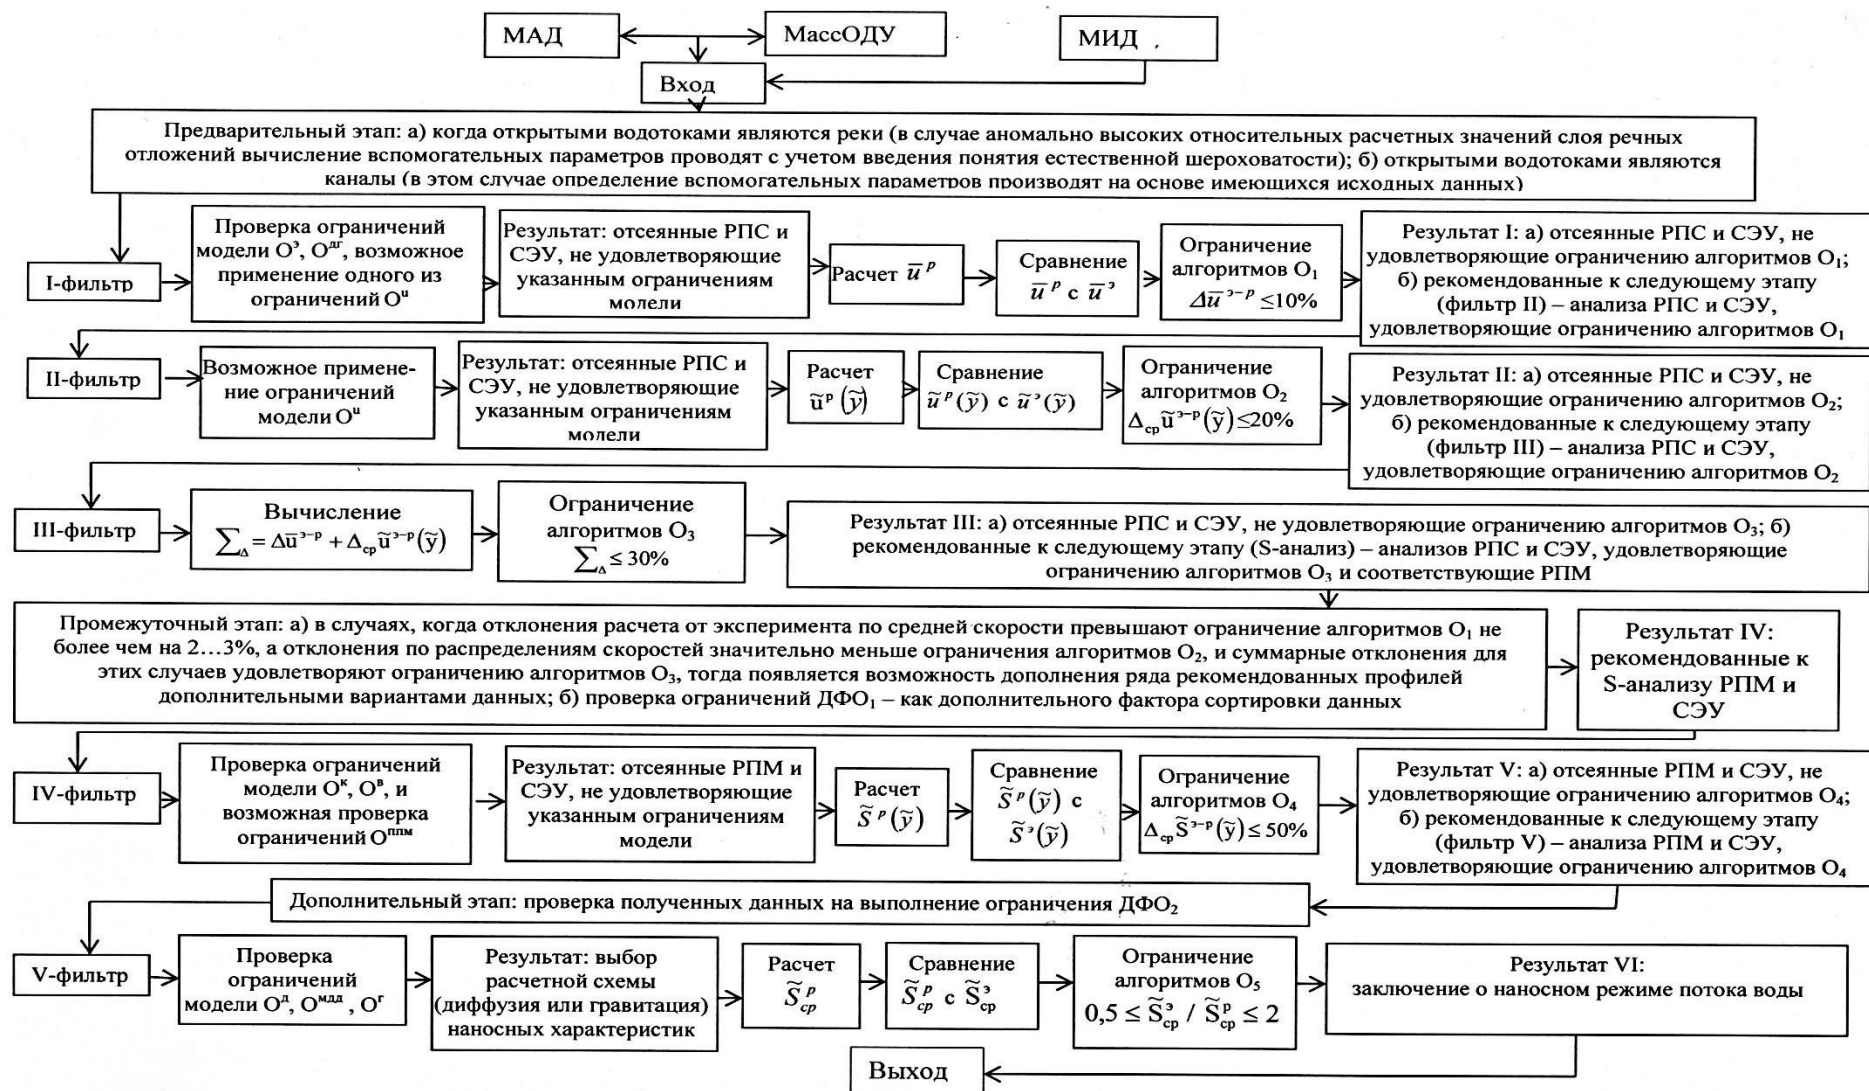 МАД
МассОДУ
МИД
Вход
Предварительный этап: а) когда открытыми водотоками являются реки (в случае аномально высоких относительных расчетных значений слоя речных
отложений вычисление вспомогательных параметров проводят с учетом введения понятия естественной шероховатости); б) открытыми водотоками являются
каналы (в этом случае определение вспомогательных параметров производят на основе имеющихся исходных данных)
I-фильтр
Проверка ограничений
модели Oᵉ, Oᵈᵍ, возможное
применение одного из
ограничений Oᵘ
Результат: отсеянные РПС и
СЭУ, не удовлетворяющие
указанным ограничениям
модели
Расчет u̅ ᵖ
Сравнение
u̅ ᵖ с u̅ ᵌ
Ограничение
алгоритмов O₁
Δu̅ ᵌ⁻ᵖ ≤10%
Результат I: а) отсеянные РПС и СЭУ, не
удовлетворяющие ограничению алгоритмов O₁;
б) рекомендованные к следующему этапу
(фильтр II) – анализа РПС и СЭУ,
удовлетворяющие ограничению алгоритмов O₁
II-фильтр
Возможное примене-
ние ограничений
модели Oᵘ
Результат: отсеянные РПС и
СЭУ, не удовлетворяющие
указанным ограничениям
модели
Расчет
ũᵖ(ỹ)
Сравнение
ũᵖ(ỹ) с ũᵌ(ỹ)
Ограничение
алгоритмов O₂
Δсрũᵌ⁻ᵖ(ỹ)≤20%
Результат II: а) отсеянные РПС и СЭУ, не
удовлетворяющие ограничению алгоритмов O₂;
б) рекомендованные к следующему этапу
(фильтр III) – анализа РПС и СЭУ,
удовлетворяющие ограничению алгоритмов O₂
III-фильтр
Вычисление
∑Δ = Δu̅ᵌ⁻ᵖ + Δсрũᵌ⁻ᵖ(ỹ)
Ограничение
алгоритмов O₃
∑Δ ≤ 30%
Результат III: а) отсеянные РПС и СЭУ, не удовлетворяющие ограничению алгоритмов O₃; б)
рекомендованные к следующему этапу (S-анализ) – анализов РПС и СЭУ, удовлетворяющие
ограничению алгоритмов O₃ и соответствующие РПМ
Промежуточный этап: а) в случаях, когда отклонения расчета от эксперимента по средней скорости превышают ограничение алгоритмов O₁ не
более чем на 2…3%, а отклонения по распределениям скоростей значительно меньше ограничения алгоритмов O₂, и суммарные отклонения для
этих случаев удовлетворяют ограничению алгоритмов O₃, тогда появляется возможность дополнения ряда рекомендованных профилей
дополнительными вариантами данных; б) проверка ограничений ДФО₁ – как дополнительного фактора сортировки данных
Результат IV:
рекомендованные к
S-анализу РПМ и
СЭУ
IV-фильтр
Проверка ограничений
модели Oᵏ, Oᵛ, и
возможная проверка
ограничений Oᵖᵖᵐ
Результат: отсеянные РПМ и
СЭУ, не удовлетворяющие
указанным ограничениям
модели
Расчет
S̃ ᵖ(ỹ)
Сравнение
S̃ ᵖ(ỹ) с
S̃ ᵌ(ỹ)
Ограничение
алгоритмов O₄
ΔсрS̃ᵌ⁻ᵖ(ỹ)≤ 50%
Результат V: а) отсеянные РПМ и СЭУ, не
удовлетворяющие ограничению алгоритмов O₄;
б) рекомендованные к следующему этапу
(фильтр V) – анализа РПМ и СЭУ,
удовлетворяющие ограничению алгоритмов O₄
Дополнительный этап: проверка полученных данных на выполнение ограничения ДФО₂
V-фильтр
Проверка
ограничений
модели Oᵈ, Oᵐᵈᵈ , Oᵍ
Результат: выбор
расчетной схемы
(диффузия или гравитация)
наносных характеристик
Расчет
S̃ᵖср
Сравнение
S̃ᵖср с S̃ᵌср
Ограничение
алгоритмов O₅
0,5 ≤ S̃ᵌср / S̃ᵖср ≤ 2
Результат VI:
заключение о наносном режиме потока воды
Выход